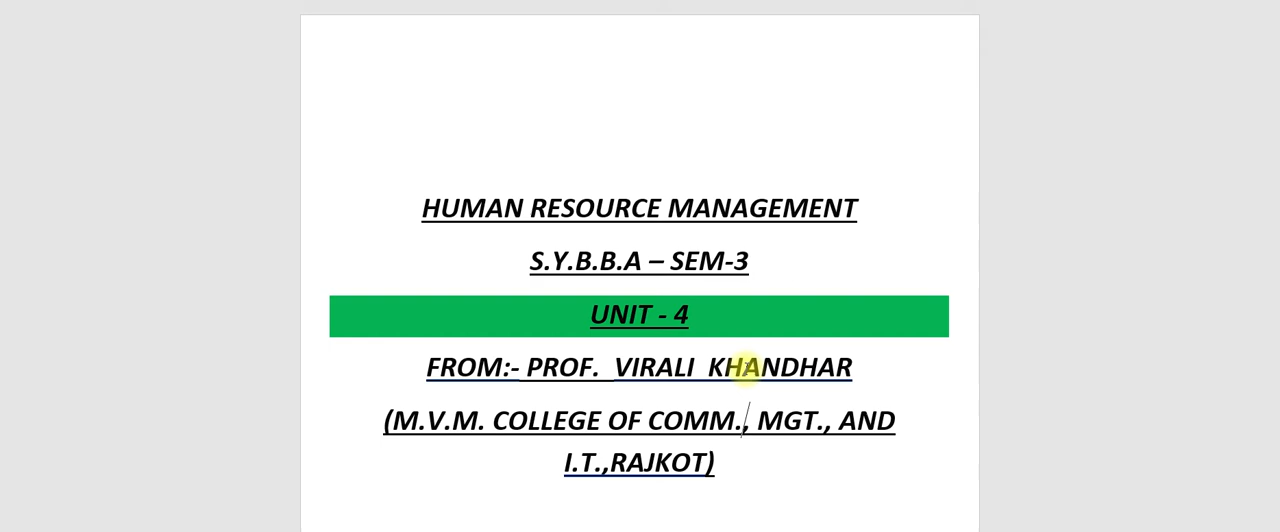 HUMAN RESOURCE MANAGEMENT
S.Y.B.B.A – SEM-3
UNIT - 4
FROM:- PROF. VIRALI KHANDHAR
(M.V.M. COLLEGE OF COMM., MGT., AND
I.T.,RAJKOT)